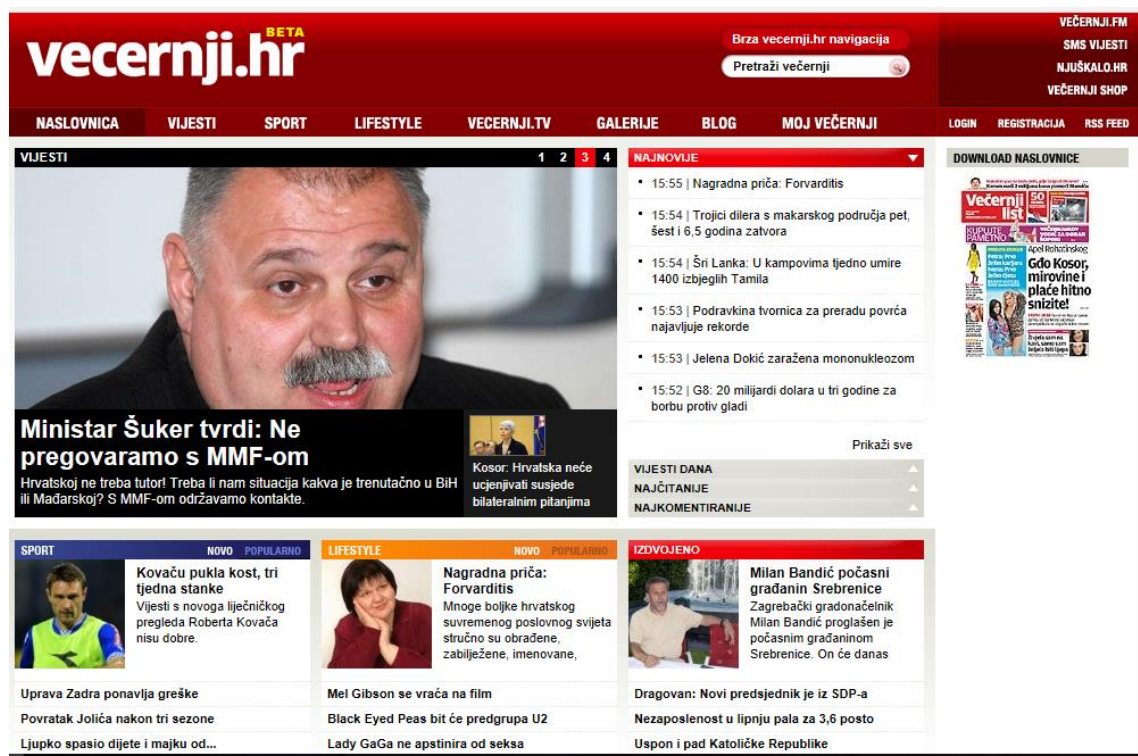 BETA
vecernji.hr
Brza vecernji.hr navigacija
Pretraži večernji
VEČERNJI.FM
SMS VIJESTI
NJUŠKALO.HR
VEČERNJI SHOP
NASLOVNICA VIJESTI SPORT LIFESTYLE VECERNJI.TV GALERIJE BLOG MOJ VEČERNJI
LOGIN REGISTRACIJA RSS FEED
VIJESTI 1 2 3 4
Ministar Šuker tvrdi: Ne
pregovaramo s MMF-om
Hrvatskoj ne treba tutor! Treba li nam situacija kakva je trenutačno u BiH
ili Mađarskoj? S MMF-om održavamo kontakte.
Kosor: Hrvatska neće
ucjenjivati susjede
bilateralnim pitanjima
NAJNOVIJE
15:55 | Nagradna priča: Forvarditis
15:54 | Trojici dilera s makarskog područja pet,
šest i 6,5 godina zatvora
15:54 | Šri Lanka: U kampovima tjedno umire
1400 izbjeglih Tamila
15:53 | Podravkina tvornica za preradu povrća
najavljuje rekorde
15:53 | Jelena Dokić zaražena mononukleozom
15:52 | G8: 20 milijardi dolara u tri godine za
borbu protiv gladi
Prikaži sve
VIJESTI DANA
NAJČITANIJE
NAJKOMENTIRANIJE
DOWNLOAD NASLOVNICE
Večernji
list
50
KUPUJTE
PAMETNO
Apel Rohatinskog
Gđo Kosor,
mirovine i
plaće hitno
snizite!
SPORT NOVO POPULARNO
Kovaču pukla kost, tri
tjedna stanke
Vijesti s novoga liječničkog
pregleda Roberta Kovača
nisu dobre.
Uprava Zadra ponavlja greške
Povratak Jolića nakon tri sezone
Ljupko spasio dijete i majku od...
LIFESTYLE NOVO POPULARNO
Nagradna priča:
Forvarditis
Mnoge boljke hrvatskog
suvremenog poslovnog svijeta
stručno su obrađene,
zabilježene, imenovane,
Mel Gibson se vraća na film
Black Eyed Peas bit će predgrupa U2
Lady GaGa ne apstinira od seksa
IZDVOJENO
Milan Bandić počasni
građanin Srebrenice
Zagrebački gradonačelnik
Milan Bandić proglašen je
počasnim građaninom
Srebrenice. On će danas
Dragovan: Novi predsjednik je iz SDP-a
Nezaposlenost u lipnju pala za 3,6 posto
Uspon i pad Katoličke Republike